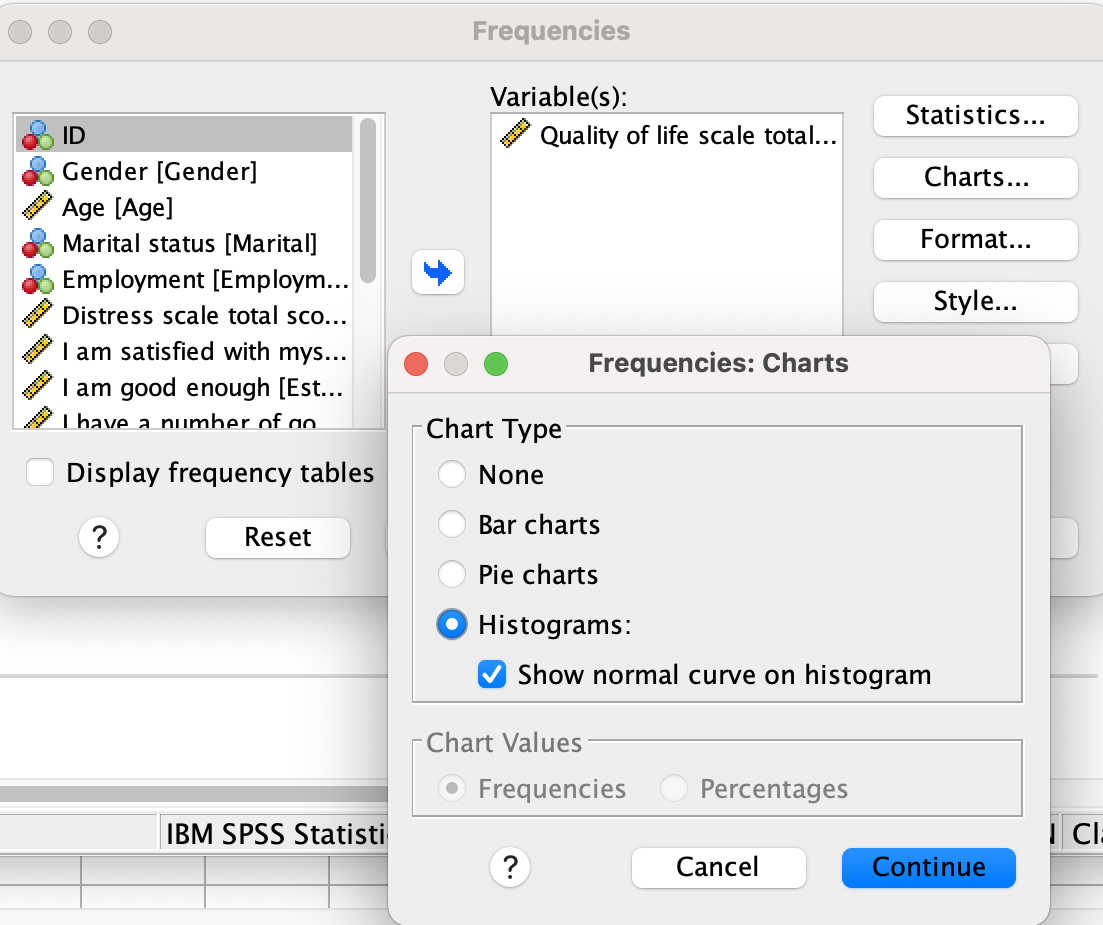 Frequencies
Variable(s):
ID
Gender [Gender]
Age [Age]
Marital status [Marital]
Employment [Employm...
Distress scale total sco...
I am satisfied with mys...
I am good enough [Est...
I have a number of go
Quality of life scale total...
Statistics...
Charts...
Format...
Style...
Display frequency tables
?
Reset
Frequencies: Charts
Chart Type
None
Bar charts
Pie charts
Histograms:
Show normal curve on histogram
Chart Values
Frequencies
Percentages
?
Cancel
Continue
IBM SPSS Statisti